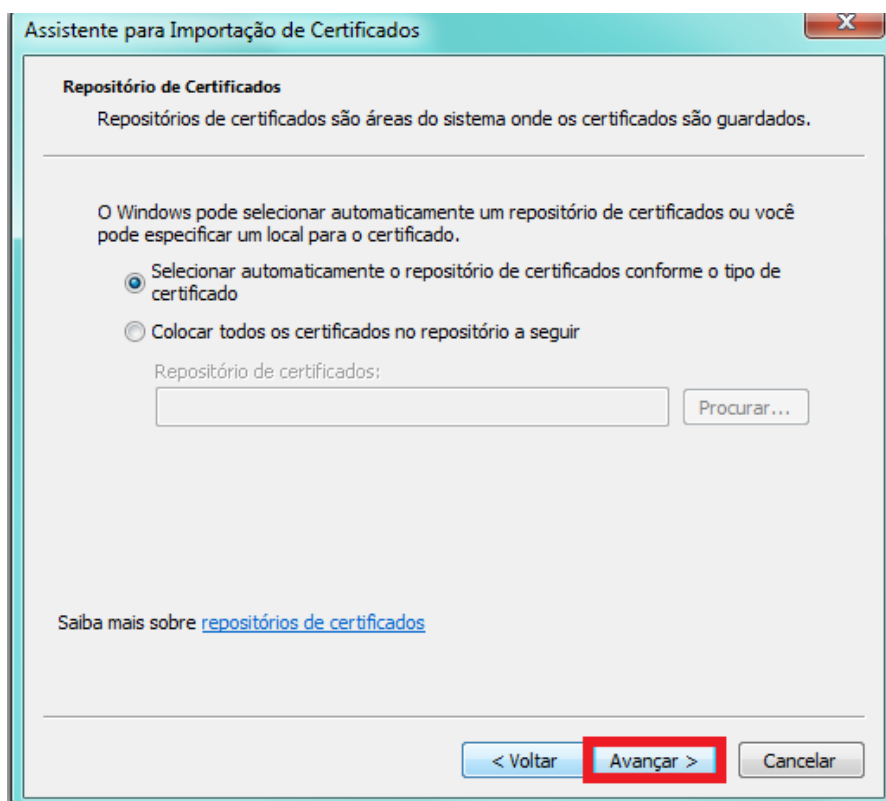 Assistente para Importação de Certificados
X
Repositório de Certificados
Repositórios de certificados são áreas do sistema onde os certificados são guardados.
O Windows pode selecionar automaticamente um repositório de certificados ou você
pode especificar um local para o certificado.
Selecionar automaticamente o repositório de certificados conforme o tipo de
certificado
Colocar todos os certificados no repositório a seguir
Repositório de certificados:
Procurar...
Saiba mais sobre repositórios de certificados
< Voltar Avançar > Cancelar